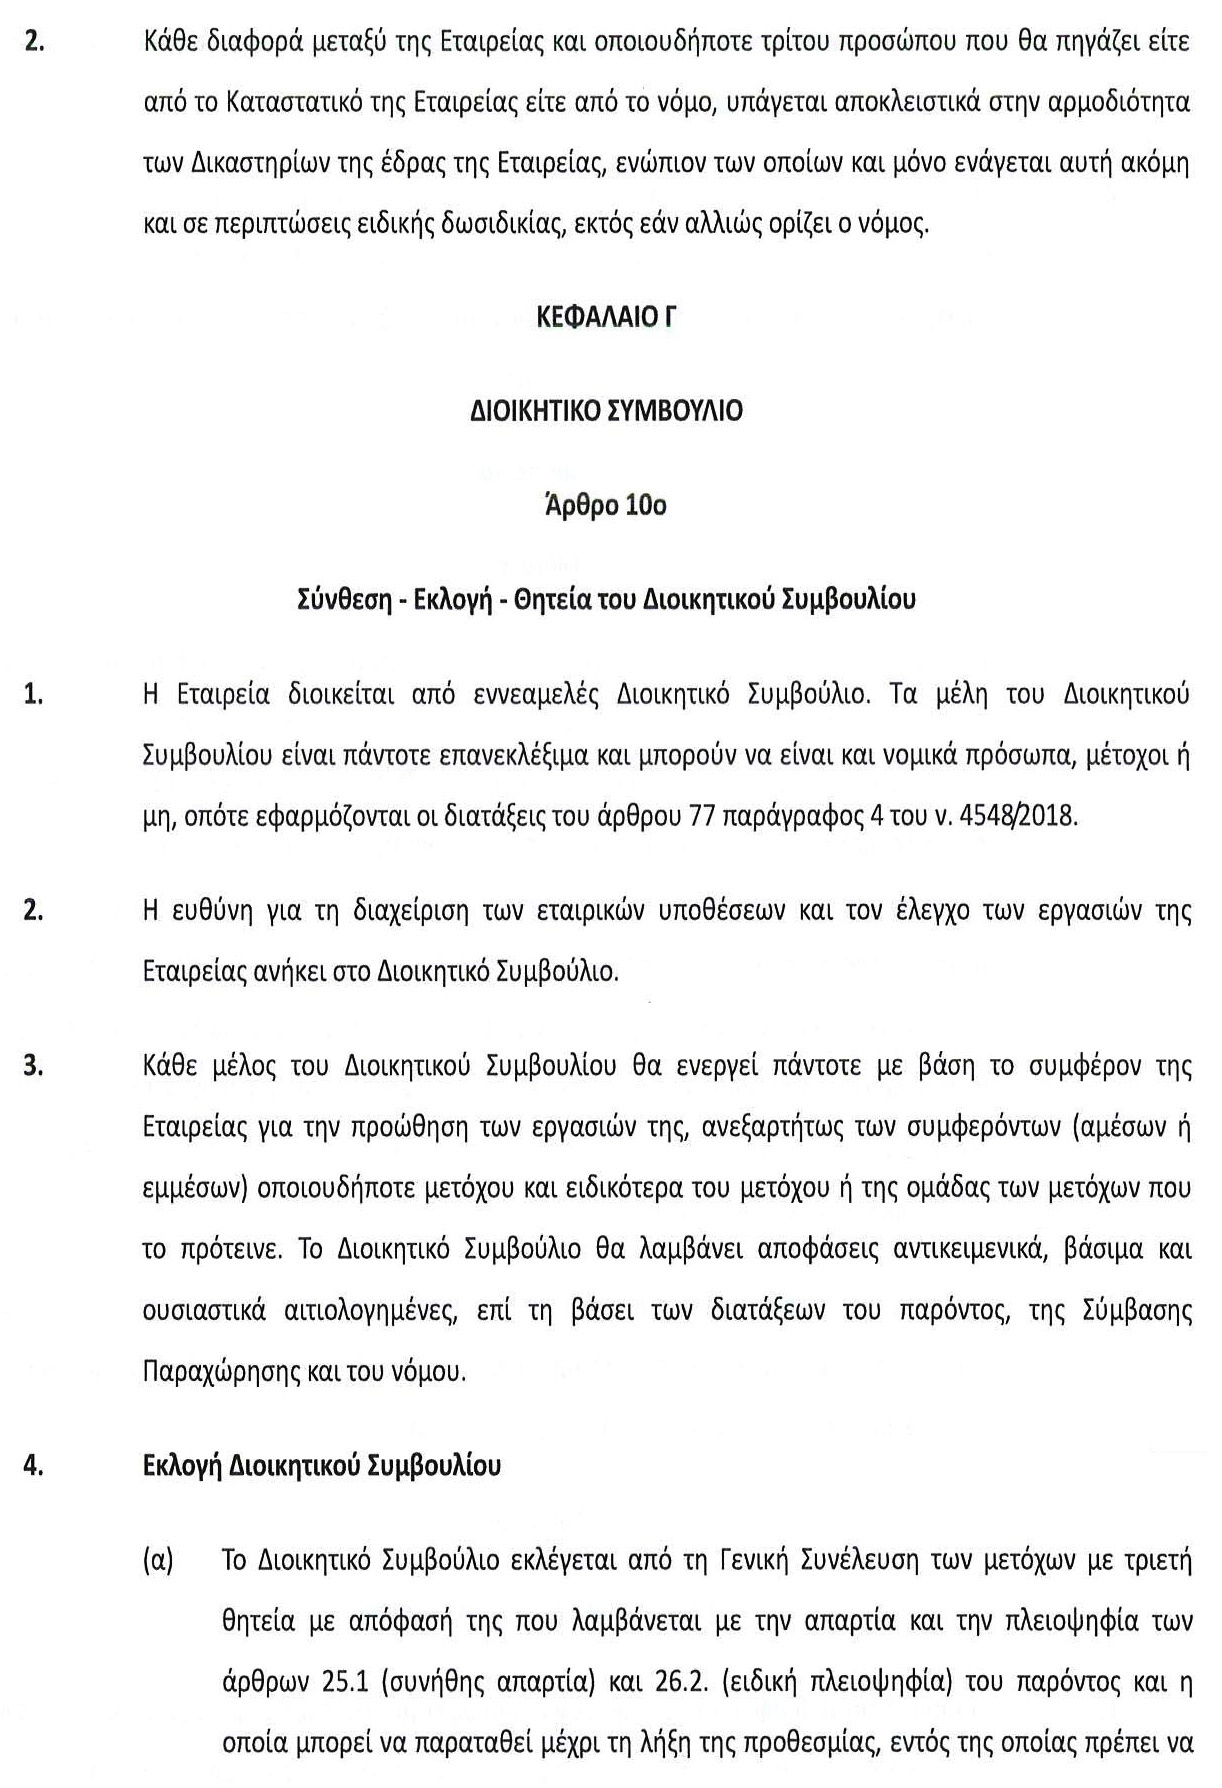 2. Κάθε διαφορά μεταξύ της Εταιρείας και οποιουδήποτε τρίτου προσώπου που θα πηγάζει είτε
από το Καταστατικό της Εταιρείας είτε από το νόμο, υπάγεται αποκλειστικά στην αρμοδιότητα
των Δικαστηρίων της έδρας της Εταιρείας, ενώπιον των οποίων και μόνο ενάγεται αυτή ακόμη
και σε περιπτώσεις ειδικής δωσιδικίας, εκτός εάν αλλιώς ορίζει ο νόμος.
ΚΕΦΑΛΑΙΟ Γ
ΔΙΟΙΚΗΤΙΚΟ ΣΥΜΒΟΥΛΙΟ
Άρθρο 10ο
Σύνθεση - Εκλογή - Θητεία του Διοικητικού Συμβουλίου
1. Η Εταιρεία διοικείται από εννεαμελές Διοικητικό Συμβούλιο. Τα μέλη του Διοικητικού
Συμβουλίου είναι πάντοτε επανεκλέξιμα και μπορούν να είναι και νομικά πρόσωπα, μέτοχοι ή
μη, οπότε εφαρμόζονται οι διατάξεις του άρθρου 77 παράγραφος 4 του ν. 4548/2018.
2. Η ευθύνη για τη διαχείριση των εταιρικών υποθέσεων και τον έλεγχο των εργασιών της
Εταιρείας ανήκει στο Διοικητικό Συμβούλιο.
3. Κάθε μέλος του Διοικητικού Συμβουλίου θα ενεργεί πάντοτε με βάση το συμφέρον της
Εταιρείας για την προώθηση των εργασιών της, ανεξαρτήτως των συμφερόντων (αμέσων ή
εμμέσων) οποιουδήποτε μετόχου και ειδικότερα του μετόχου ή της ομάδας των μετόχων που
το πρότεινε. Το Διοικητικό Συμβούλιο θα λαμβάνει αποφάσεις αντικειμενικά, βάσιμα και
ουσιαστικά αιτιολογημένες, επί τη βάσει των διατάξεων του παρόντος, της Σύμβασης
Παραχώρησης και του νόμου.
4. Εκλογή Διοικητικού Συμβουλίου
(α) Το Διοικητικό Συμβούλιο εκλέγεται από τη Γενική Συνέλευση των μετόχων με τριετή
θητεία με απόφασή της που λαμβάνεται με την απαρτία και την πλειοψηφία των
άρθρων 25.1 (συνήθης απαρτία) και 26.2. (ειδική πλειοψηφία) του παρόντος και η
οποία μπορεί να παραταθεί μέχρι τη λήξη της προθεσμίας, εντός της οποίας πρέπει να